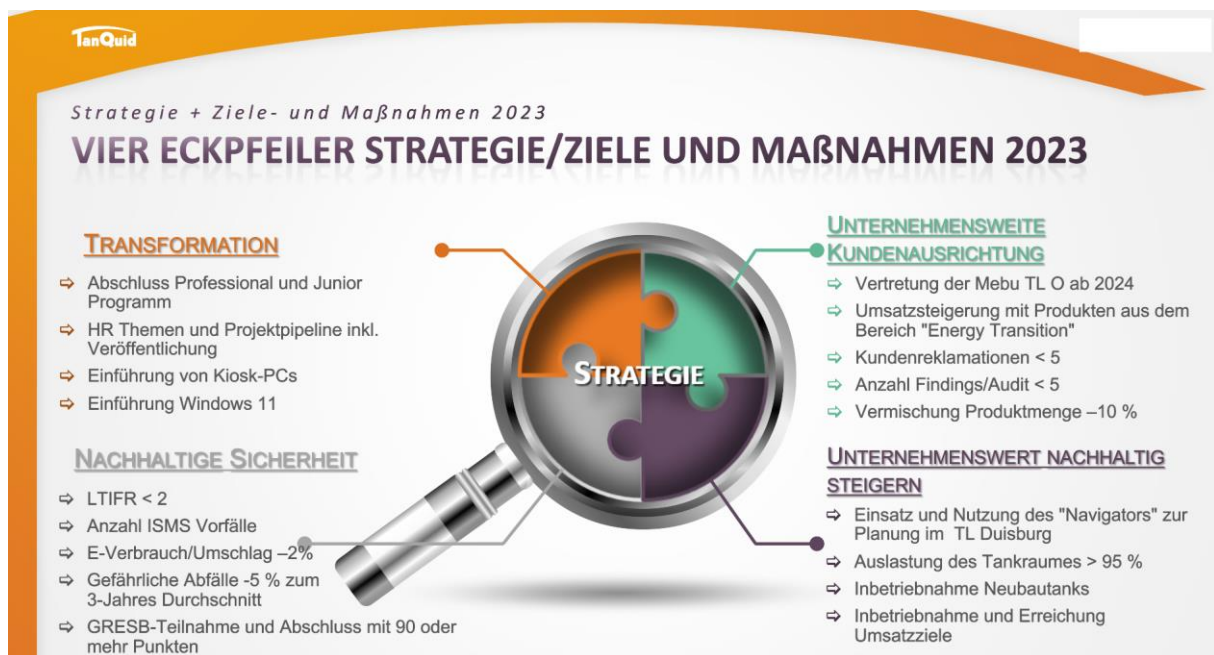 TanQuid
Strategie + Ziele- und Maßnahmen 2023
VIER ECKPFEILER STRATEGIE/ZIELE UND MAßNAHMEN 2023
TRANSFORMATION
⇨ Abschluss Professional und Junior
Programm
⇨ HR Themen und Projektpipeline inkl.
Veröffentlichung
⇨ Einführung von Kiosk-PCs
⇨ Einführung Windows 11
NACHHALTIGE SICHERHEIT
⇨ LTIFR < 2
⇨ Anzahl ISMS Vorfälle
⇨ E-Verbrauch/Umschlag –2%
⇨ Gefährliche Abfälle -5 % zum
3-Jahres Durchschnitt
⇨ GRESB-Teilnahme und Abschluss mit 90 oder
mehr Punkten
STRATEGIE
UNTERNEHMENSWEITE
KUNDENAUSRICHTUNG
⇨ Vertretung der Mebu TL O ab 2024
⇨ Umsatzsteigerung mit Produkten aus dem
Bereich "Energy Transition"
⇨ Kundenreklamationen < 5
⇨ Anzahl Findings/Audit < 5
⇨ Vermischung Produktmenge –10 %
UNTERNEHMENSWERT NACHHALTIG
STEIGERN
⇨ Einsatz und Nutzung des "Navigators" zur
Planung im TL Duisburg
⇨ Auslastung des Tankraumes > 95 %
⇨ Inbetriebnahme Neubautanks
⇨ Inbetriebnahme und Erreichung
Umsatzziele